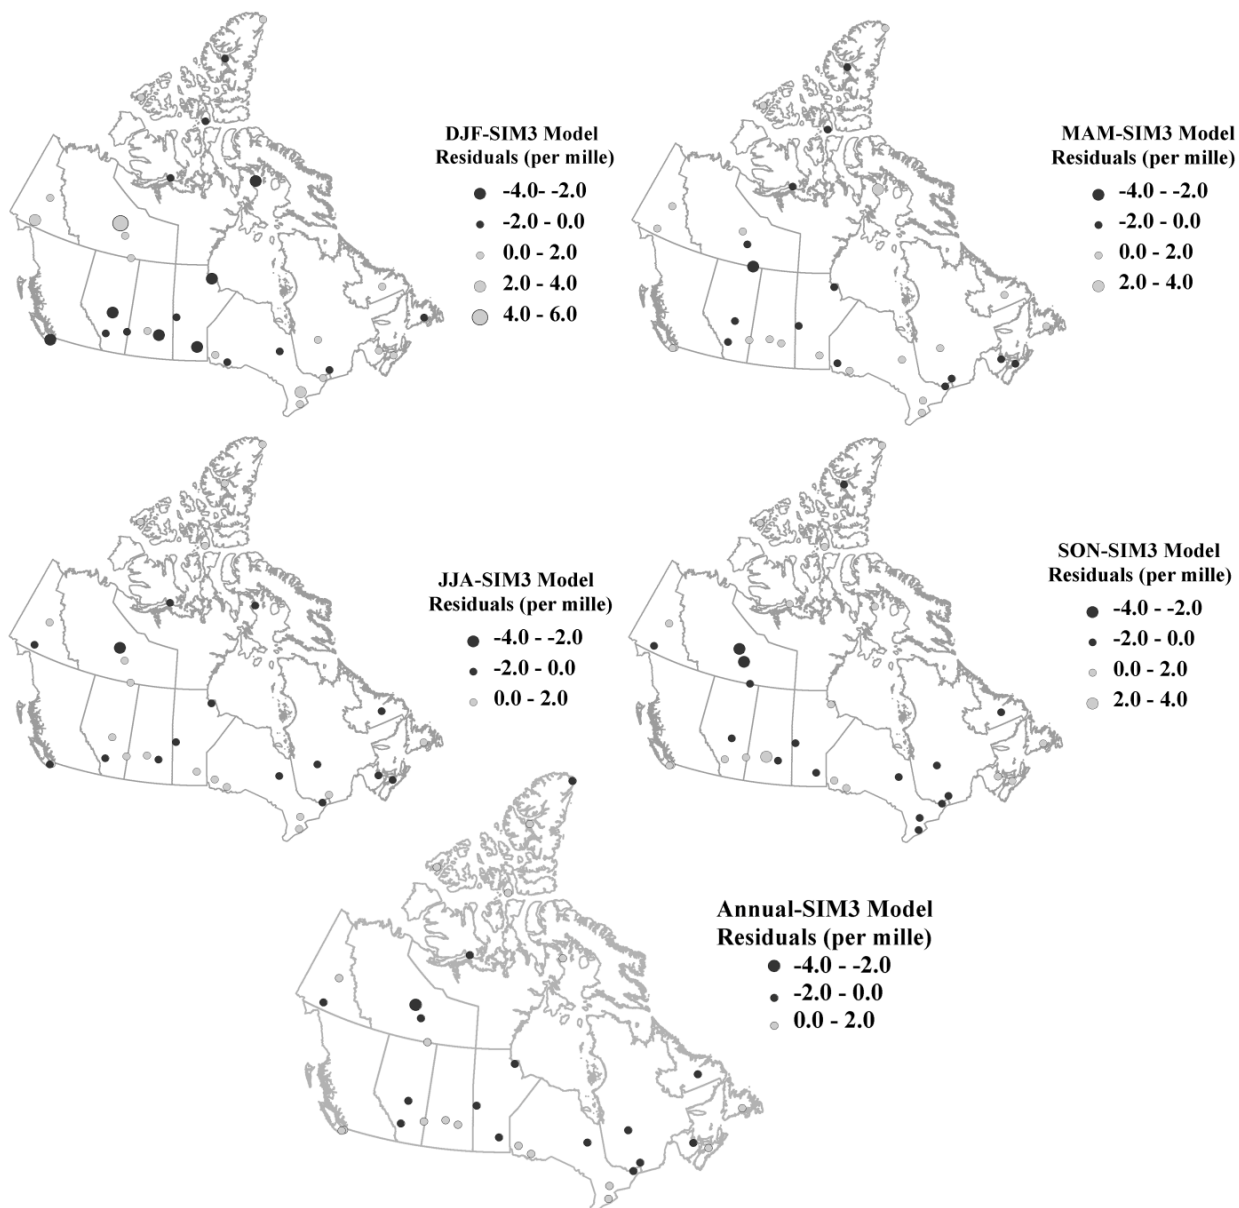 DJF-SIM3 Model
Residuals (per mille)
-4.0- -2.0
-2.0 - 0.0
0.0 - 2.0
2.0 - 4.0
4.0 - 6.0
MAM-SIM3 Model
Residuals (per mille)
-4.0 - -2.0
-2.0 - 0.0
0.0 - 2.0
2.0 - 4.0
JJA-SIM3 Model
Residuals (per mille)
-4.0 - -2.0
-2.0 - 0.0
0.0 - 2.0
SON-SIM3 Model
Residuals (per mille)
-4.0 - -2.0
-2.0 - 0.0
0.0 - 2.0
2.0 - 4.0
Annual-SIM3 Model
Residuals (per mille)
-4.0 - -2.0
-2.0 - 0.0
0.0 - 2.0